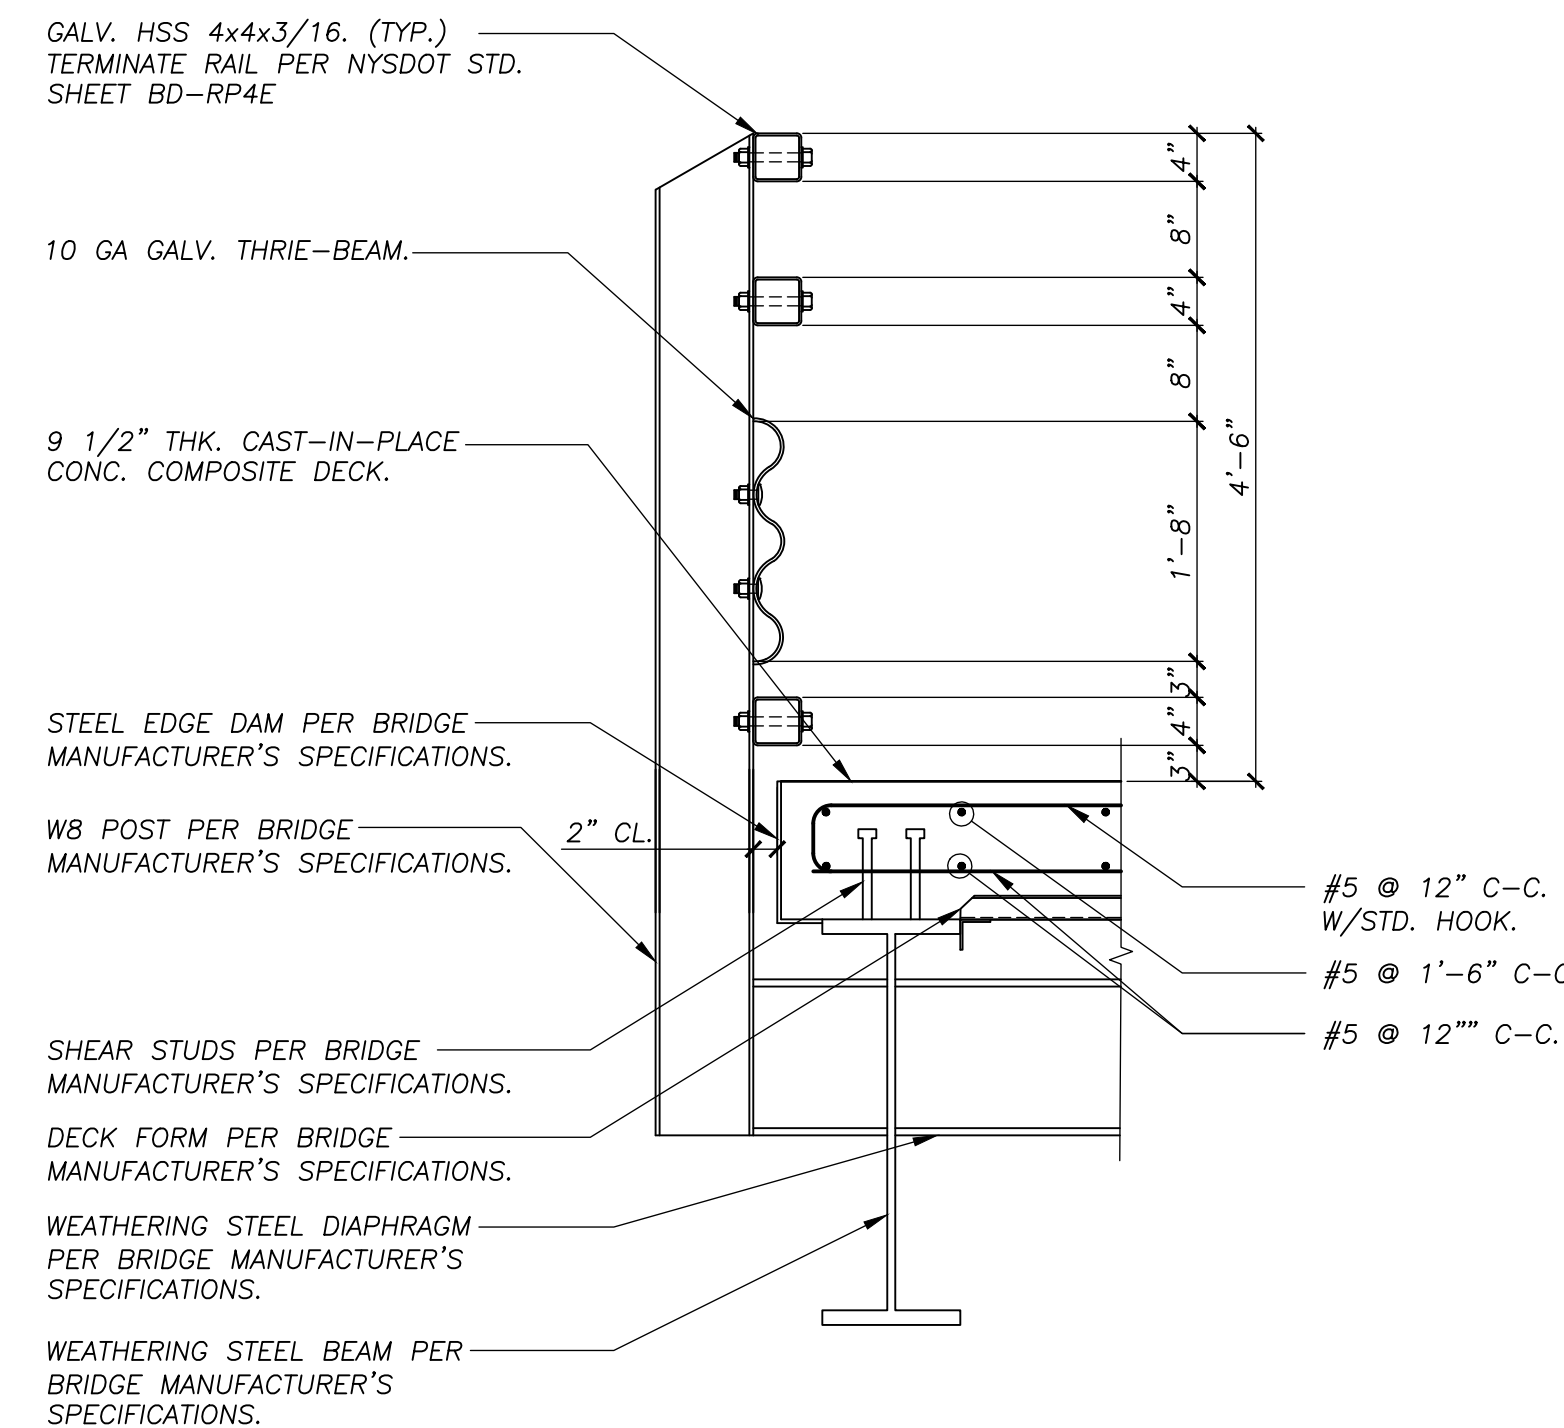 GALV. HSS 4x4x3/16. (TYP.)
TERMINATE RAIL PER NYSDOT STD.
SHEET BD-RP4E
10 GA GALV. THRIE-BEAM.
9 1/2" THK. CAST-IN-PLACE
CONC. COMPOSITE DECK.
STEEL EDGE DAM PER BRIDGE
MANUFACTURER'S SPECIFICATIONS.
W8 POST PER BRIDGE
MANUFACTURER'S SPECIFICATIONS.
2" CL.
SHEAR STUDS PER BRIDGE
MANUFACTURER'S SPECIFICATIONS.
DECK FORM PER BRIDGE
MANUFACTURER'S SPECIFICATIONS.
WEATHERING STEEL DIAPHRAGM
PER BRIDGE MANUFACTURER'S
SPECIFICATIONS.
WEATHERING STEEL BEAM PER
BRIDGE MANUFACTURER'S
SPECIFICATIONS.
4"
8"
4"
8"
1'-8"
3"
4"
3"
4'-6"
#5 @ 12" C-C.
W/STD. HOOK.
#5 @ 1'-6" C-C
#5 @ 12"" C-C.